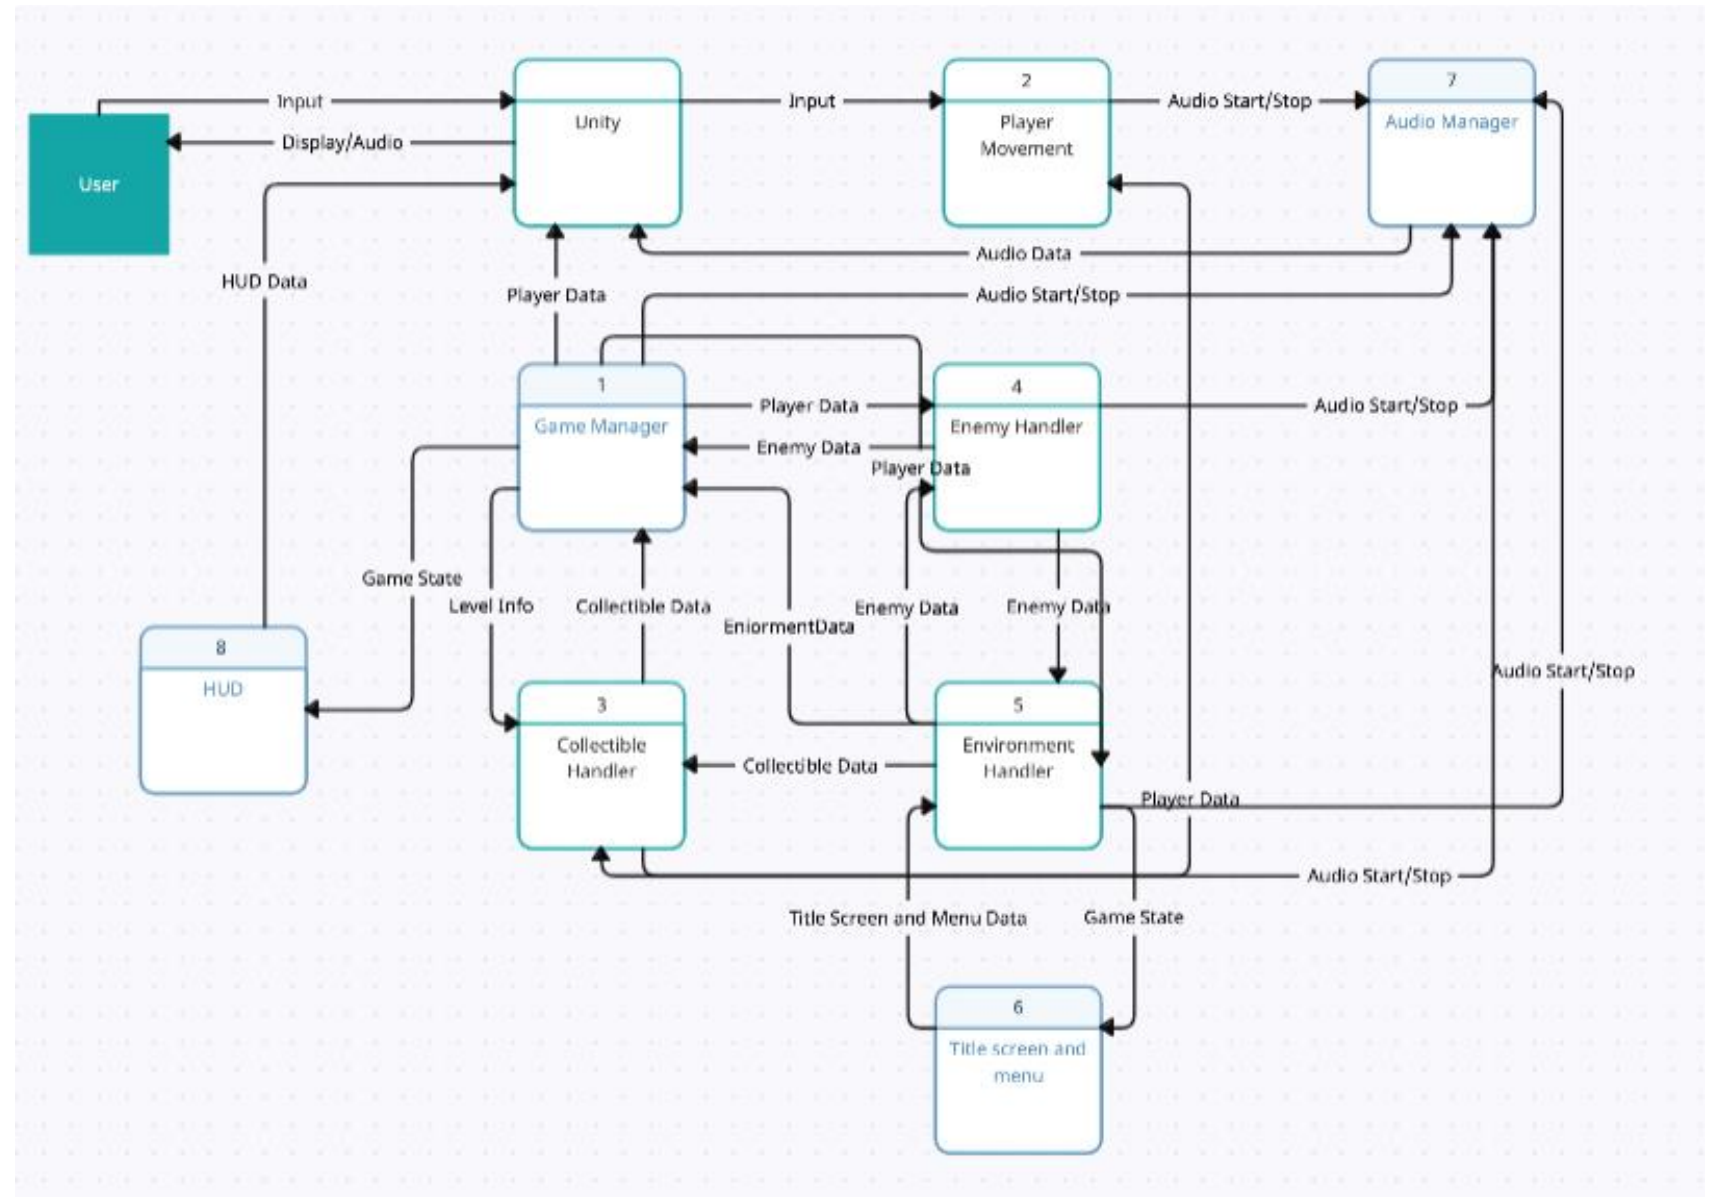 2
7
Input
Input
Audio Start/Stop
Unity
Player
Movement
Audio Manager
Display/Audio
User
Audio Data
HUD Data
Player Data
Audio Start/Stop
1
4
Player Data
Audio Start/Stop
Game Manager
Enemy Handler
Enemy Data
Player Data
Game State
Level Info
Collectible Data
Enemy Data
Enemy Data
EniormentData
8
Audio Start/Stop
HUD
3
5
Collectible
Handler
Environment
Handler
Collectible Data
Player Data
Audio Start/Stop
Title Screen and Menu Data
Game State
6
Title screen and
menu